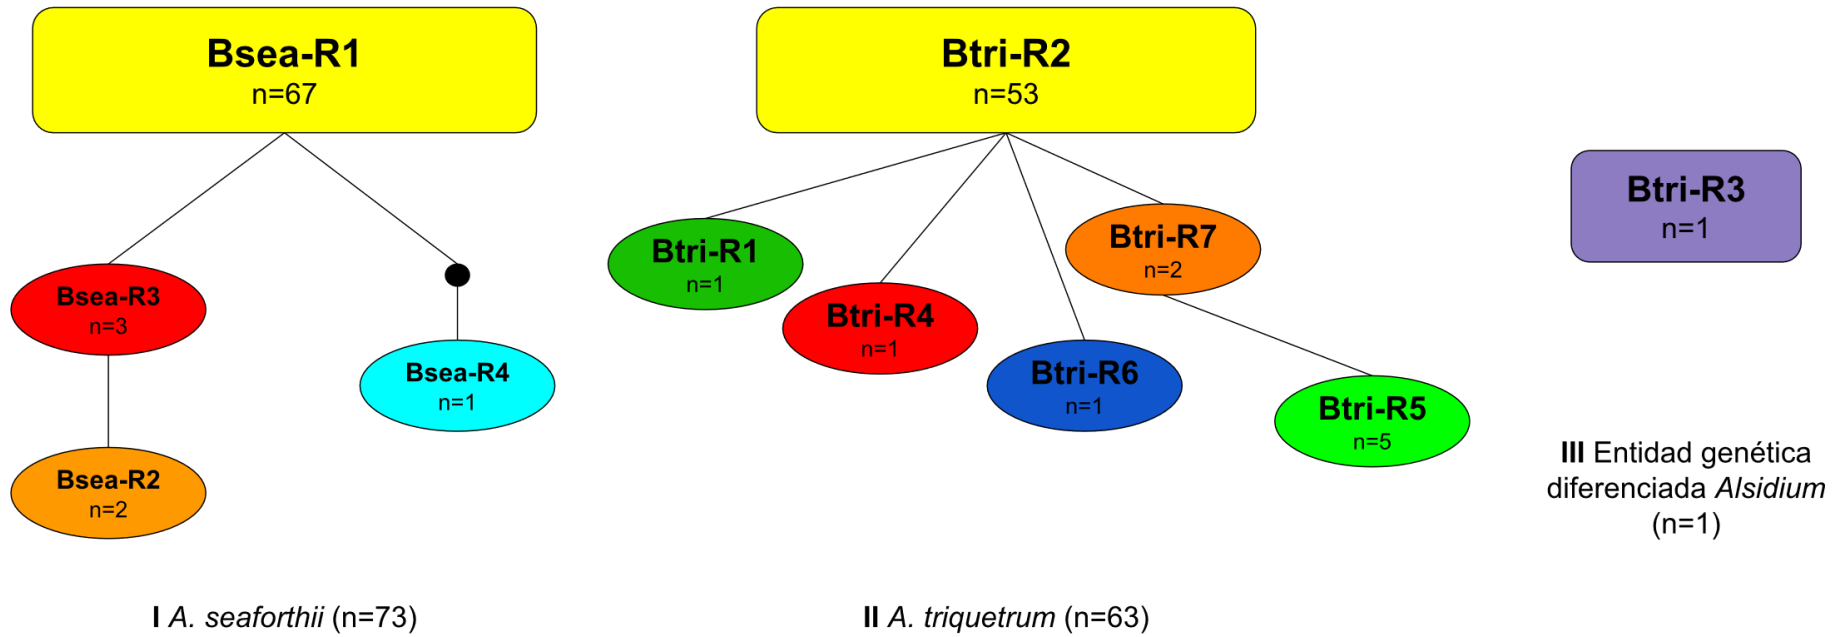 Bsea-R1
n=67
Btri-R2
n=53
Btri-R3
n=1
Btri-R1
n=1
Btri-R7
n=2
Bsea-R3
n=3
Btri-R4
n=1
Bsea-R4
n=1
Btri-R6
n=1
Btri-R5
n=5
Bsea-R2
n=2
III Entidad genética
diferenciada Alsidium
(n=1)
I A. seaforthii (n=73)
II A. triquetrum (n=63)